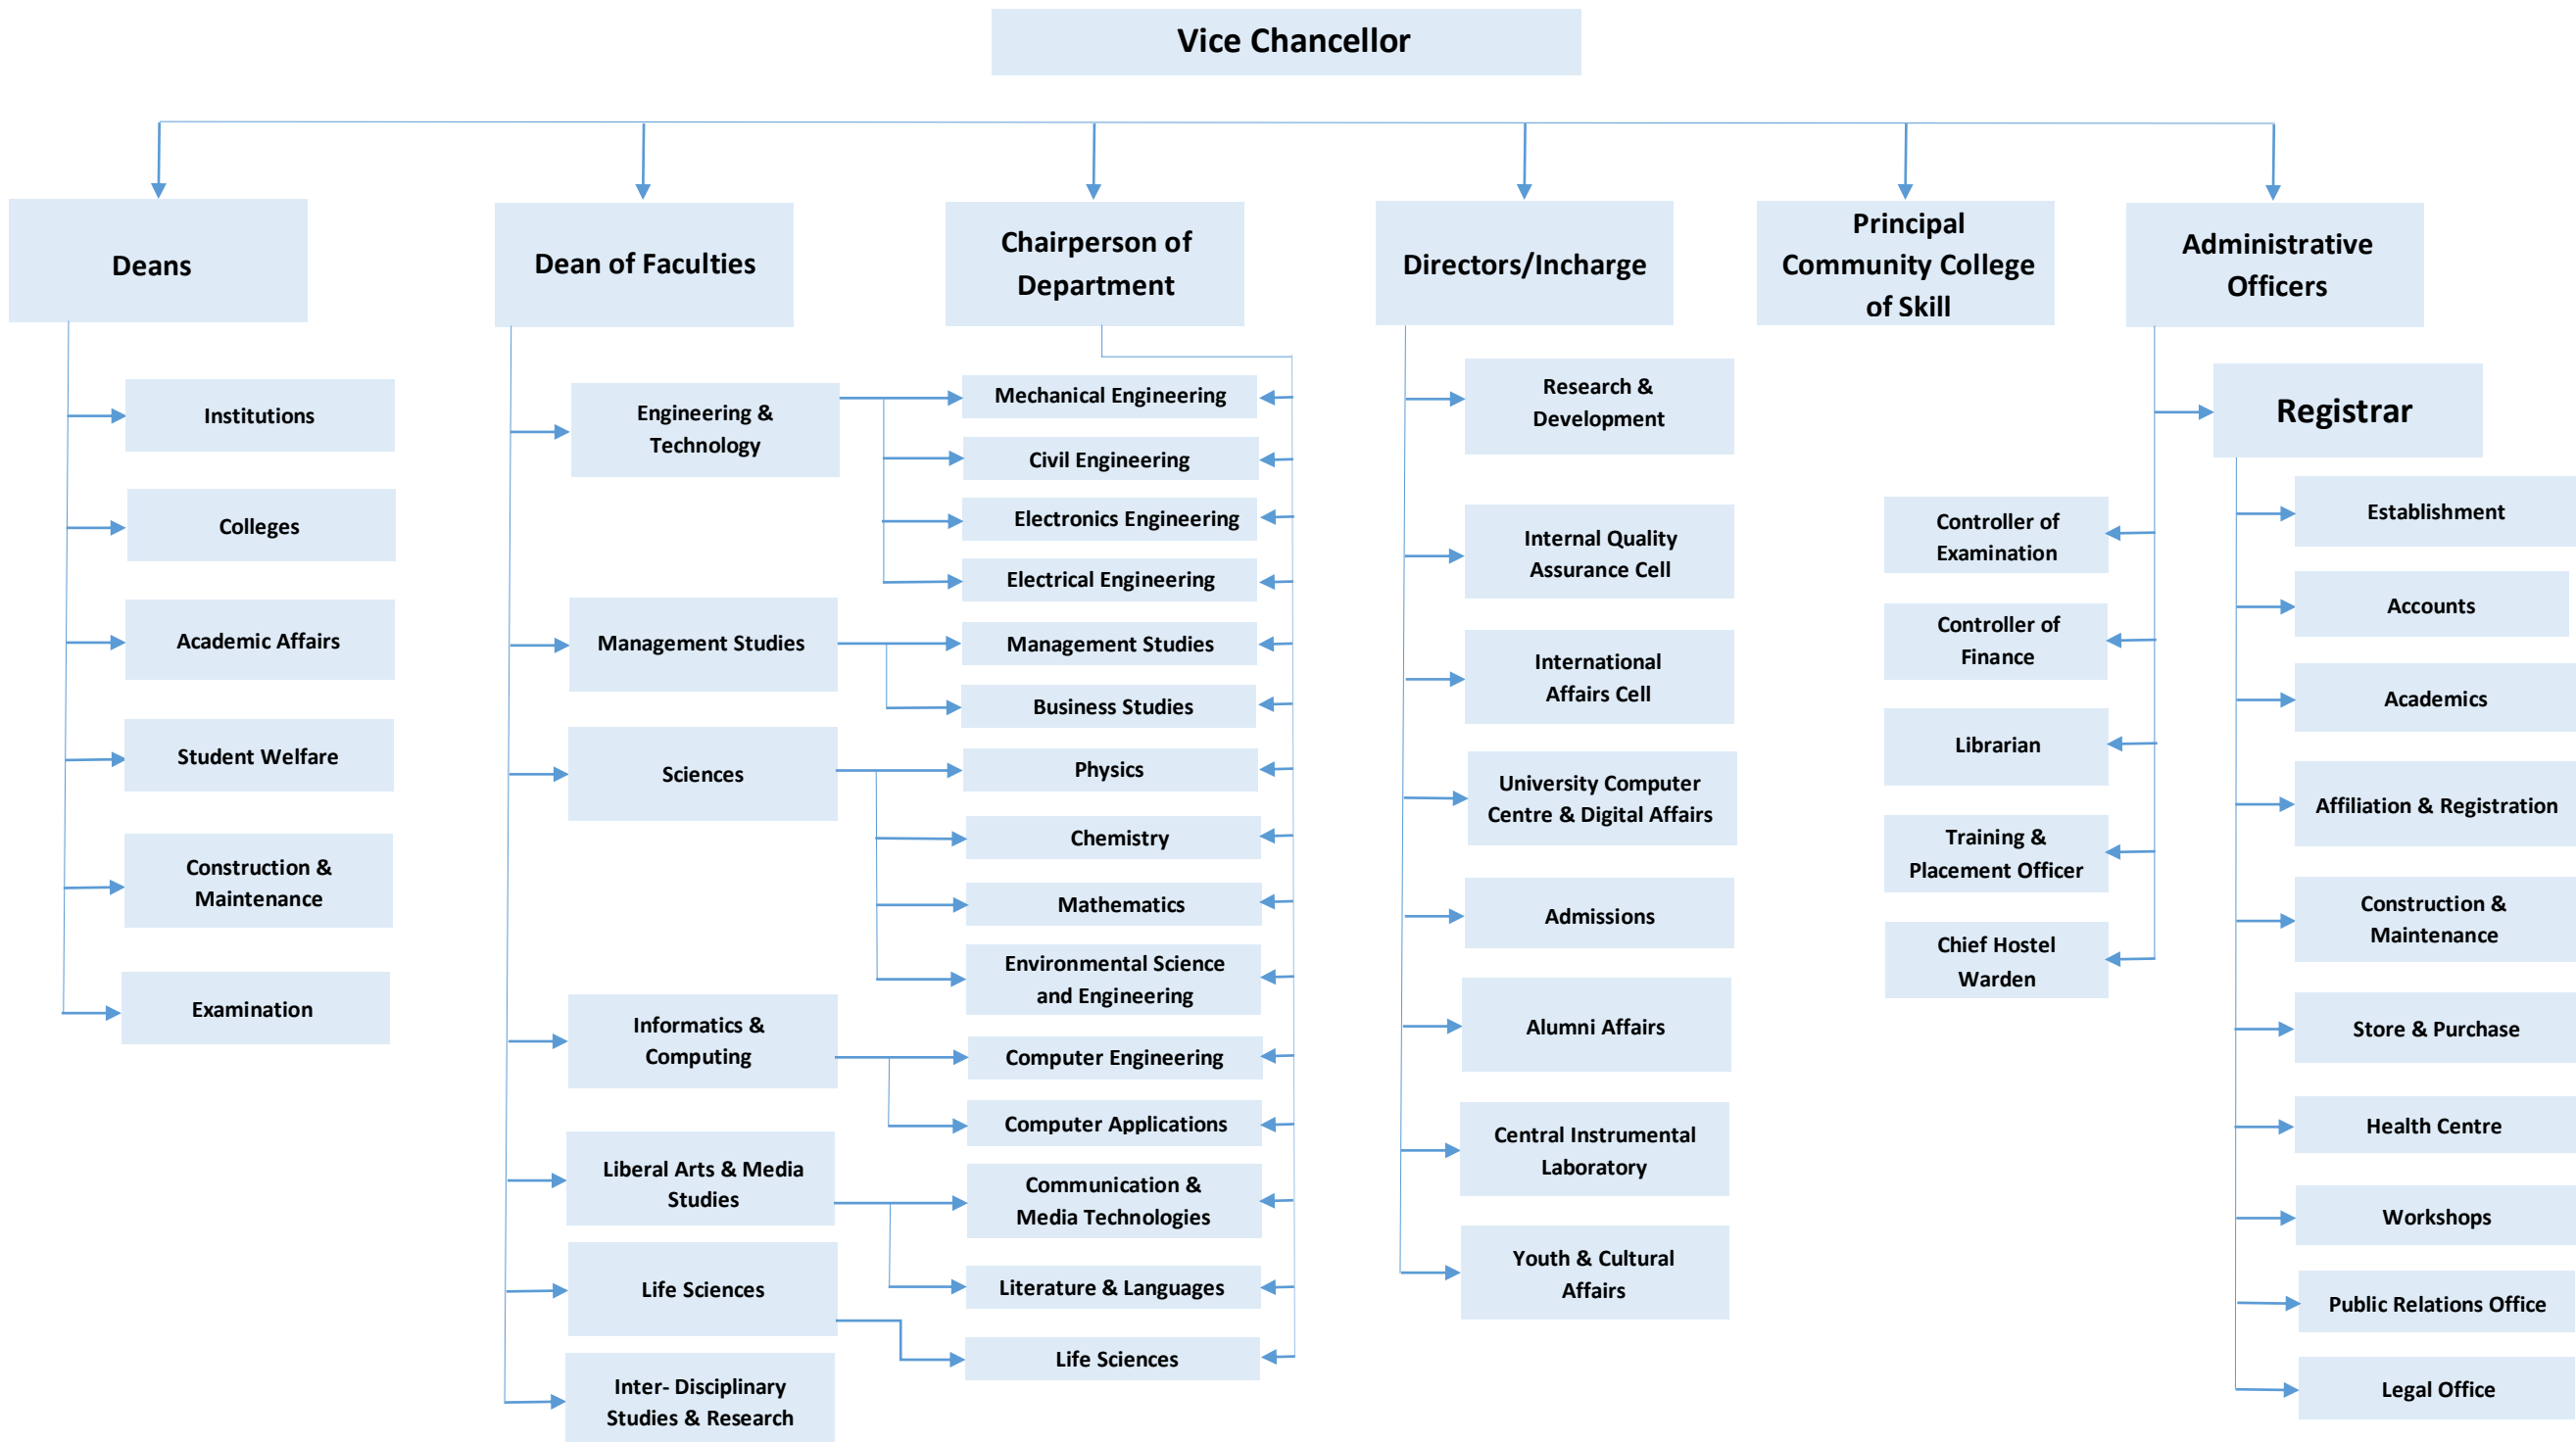 Vice Chancellor
Deans
Dean of Faculties
Chairperson of
Department
Directors/Incharge
Principal
Community College
of Skill
Administrative
Officers
Institutions
Colleges
Academic Affairs
Student Welfare
Construction &
Maintenance
Examination
Engineering &
Technology
Management Studies
Sciences
Informatics &
Computing
Liberal Arts & Media
Studies
Life Sciences
Inter- Disciplinary
Studies & Research
Mechanical Engineering
Civil Engineering
Electronics Engineering
Electrical Engineering
Management Studies
Business Studies
Physics
Chemistry
Mathematics
Environmental Science
and Engineering
Computer Engineering
Computer Applications
Communication &
Media Technologies
Literature & Languages
Life Sciences
Research &
Development
Internal Quality
Assurance Cell
International
Affairs Cell
University Computer
Centre & Digital Affairs
Admissions
Alumni Affairs
Central Instrumental
Laboratory
Youth & Cultural
Affairs
Registrar
Controller of
Examination
Controller of
Finance
Librarian
Training &
Placement Officer
Chief Hostel
Warden
Establishment
Accounts
Academics
Affiliation & Registration
Construction &
Maintenance
Store & Purchase
Health Centre
Workshops
Public Relations Office
Legal Office